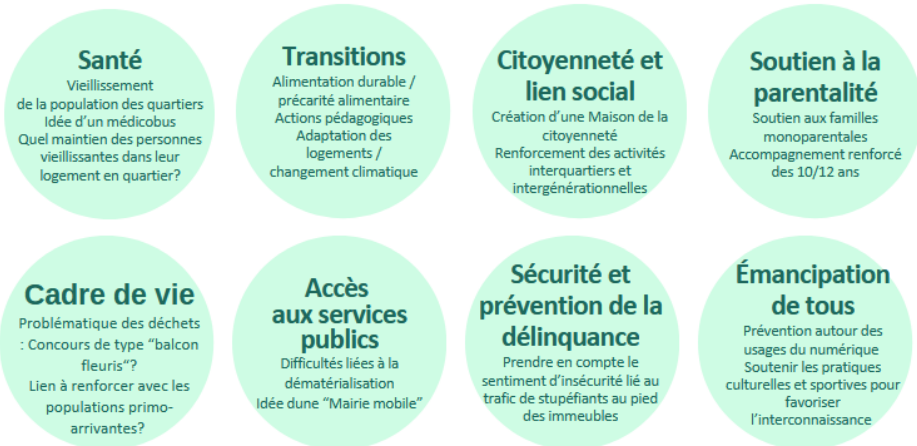 Santé
Vieillissement
de la population des quartiers
Idée d'un médicobus
Quel maintien des personnes
vieillissantes dans leur
logement en quartier?
Transitions
Alimentation durable /
précarité alimentaire
Actions pédagogiques
Adaptation des
logements /
changement climatique
Citoyenneté et
lien social
Création d'une Maison de la
citoyenneté
Renforcement des activités
interquartiers et
intergénérationnelles
Soutien à la
parentalité
Soutien aux familles
monoparentales
Accompagnement renforcé
des 10/12 ans
Cadre de vie
Problématique des déchets
: Concours de type “balcon
fleuris“?
Lien à renforcer avec les
populations primo-
arrivantes?
Accès
aux services
publics
Difficultés liées à la
dématérialisation
Idée dune “Mairie mobile”
Sécurité et
prévention de la
délinquance
Prendre en compte le
sentiment d'insécurité lié au
trafic de stupéfiants au pied
des immeubles
Émancipation
de tous
Prévention autour des
usages du numérique
Soutenir les pratiques
culturelles et sportives pour
favoriser
l'interconnaissance